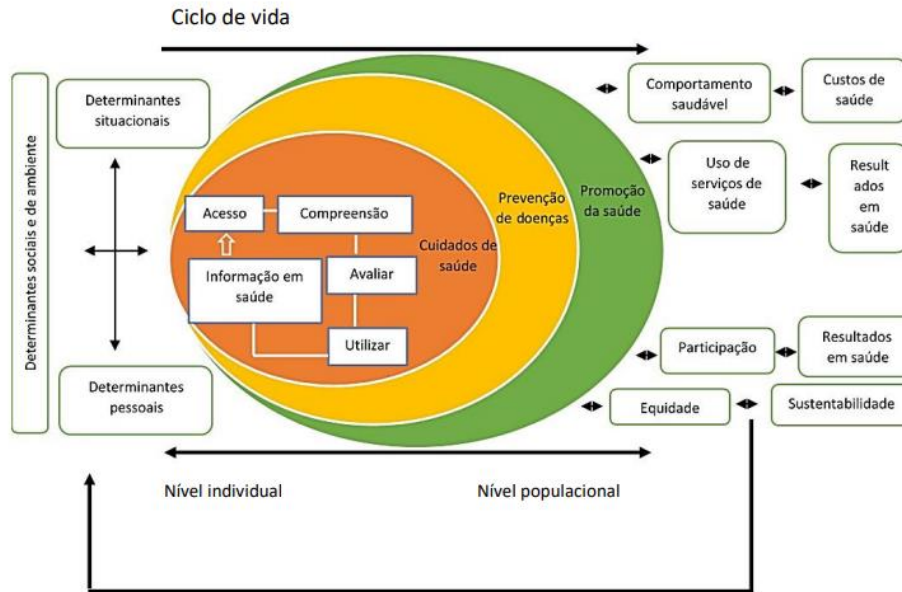 Ciclo de vida
Determinantes sociais e de ambiente
Determinantes
situacionais
Determinantes
pessoais
Acesso
Compreensão
Informação em
saúde
Avaliar
Utilizar
Cuidados de
saúde
Prevenção
de doenças
Promoção
da saúde
Comportamento
saudável
Custos de
saúde
Uso de
serviços de
saúde
Result
ados em
saúde
Participação
Resultados
em saúde
Equidade
Sustentabilidade
Nível individual
Nível populacional